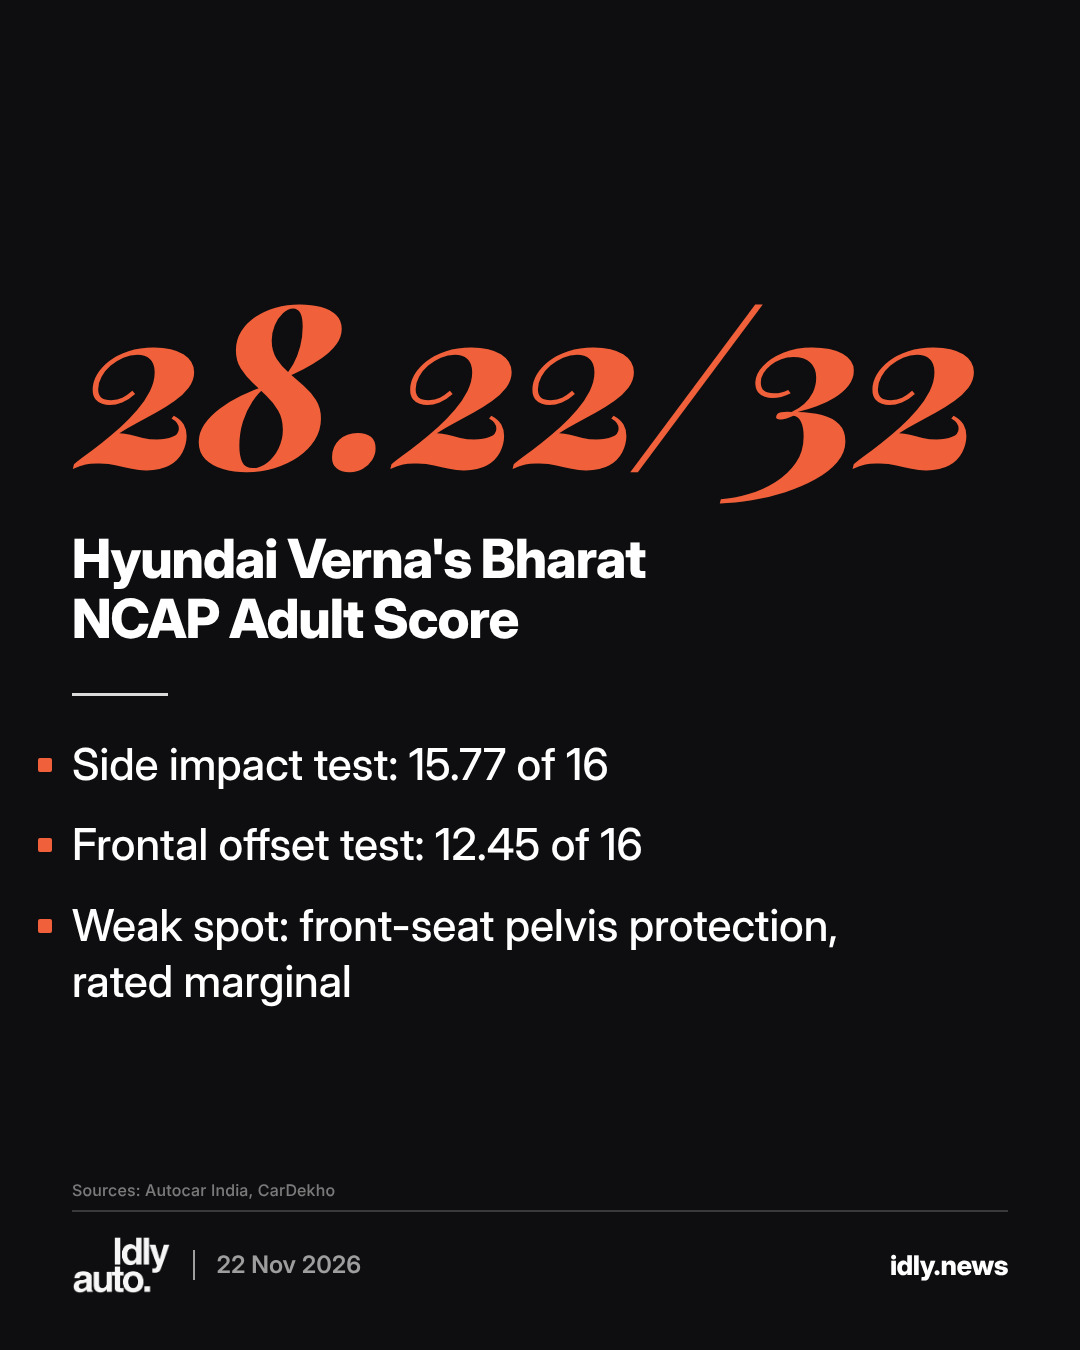 28.22/32
Hyundai Verna's Bharat
NCAP Adult Score
Side impact test: 15.77 of 16
Frontal offset test: 12.45 of 16
Weak spot: front-seat pelvis protection,
rated marginal
Sources: Autocar India, CarDekho
Idly
auto.
22 Nov 2026
idly.news